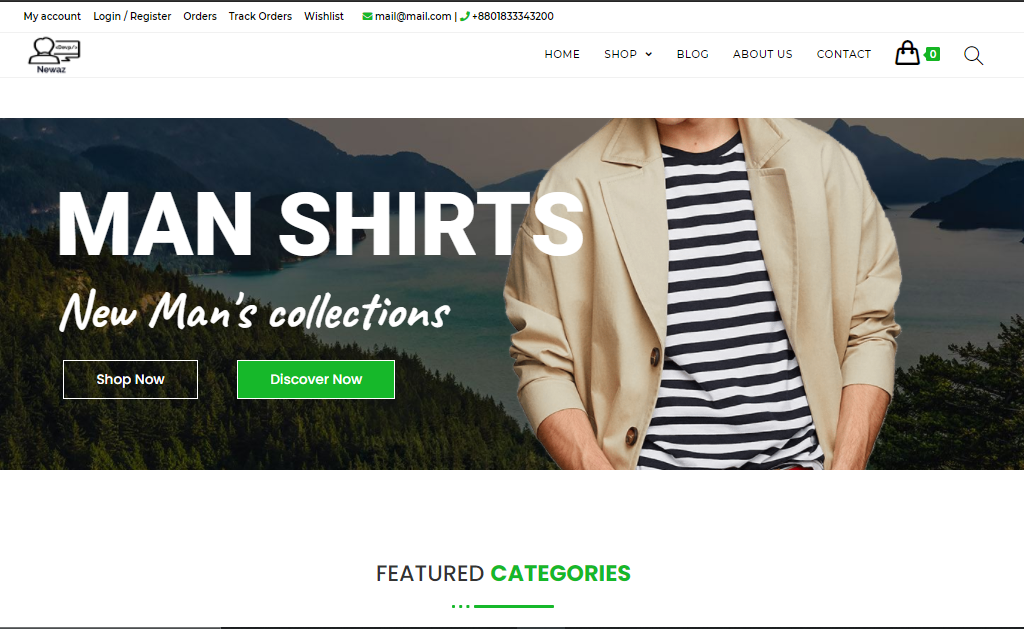 My account Login / Register Orders Track Orders Wishlist mail@mail.com | +8801833343200
<Devp/>
Newaz
HOME SHOP BLOG ABOUT US CONTACT 0
MAN SHIRTS
New Man's collections
Shop Now Discover Now
FEATURED CATEGORIES